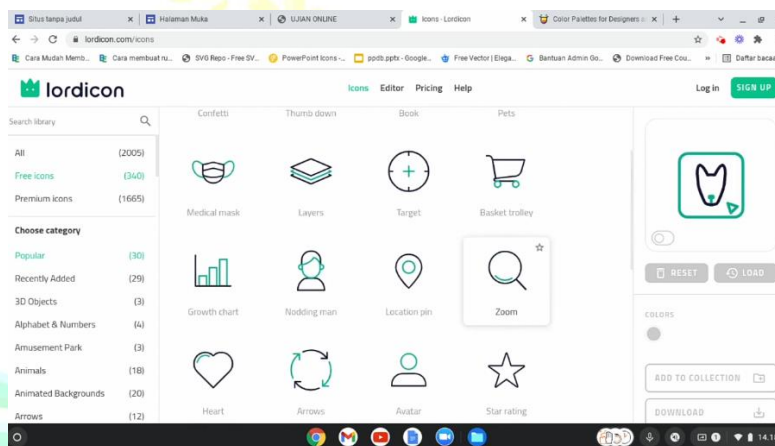 Situs tanpa judul
Halaman Muka
UJIAN ONLINE
Icons - Lordicon
Color Palettes for Designers a
lordicon.com/icons
Cara Mudah Memb...
Cara membuat ru...
SVG Repo - Free SV...
PowerPoint Icons -...
ppdb.pptx - Google...
Free Vector | Elega...
Bantuan Admin Go...
Download Free Cou...
Daftar bacaa
lordicon
Icons Editor Pricing Help
Log in SIGN UP
Search library
All (2005)
Free icons (340)
Premium icons (1665)
Choose category
Popular (30)
Recently Added (29)
3D Objects (3)
Alphabet & Numbers (4)
Amusement Park (3)
Animals (18)
Animated Backgrounds (20)
Arrows (12)
Confetti Thumb down Book Pets
Medical mask Layers Target Basket trolley
Growth chart Nodding man Location pin Zoom
Heart Arrows Avatar Star rating
RESET LOAD
COLORS
ADD TO COLLECTION
DOWNLOAD